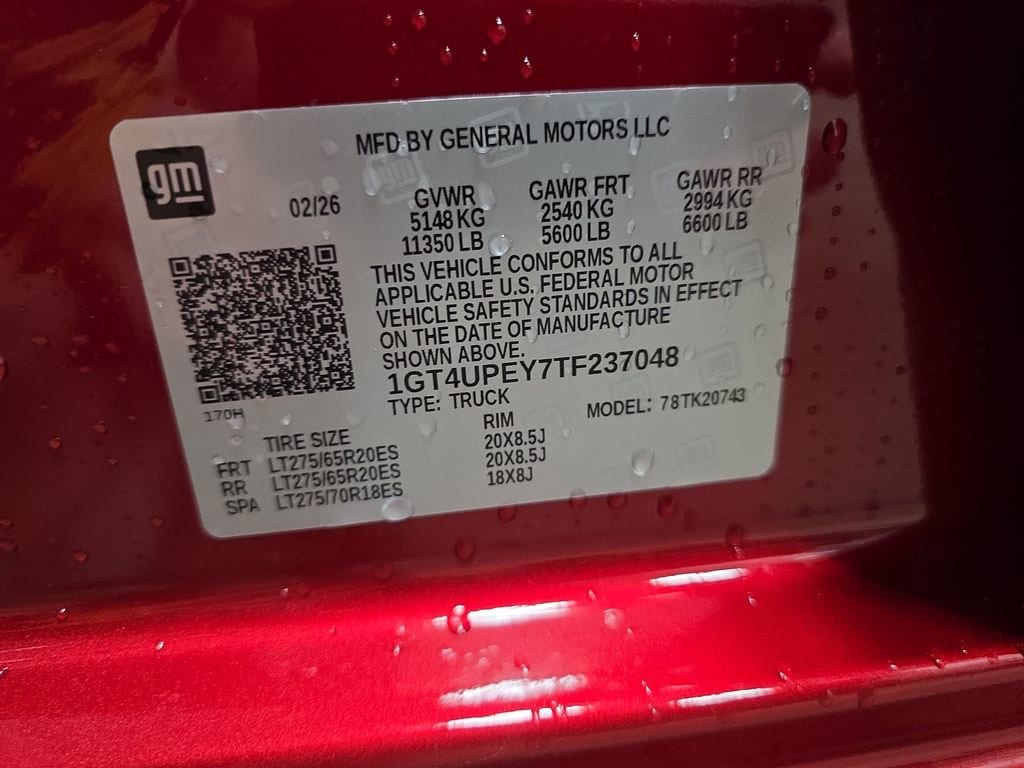 MFD BY GENERAL MOTORS LLC
gm
02/26
GVWR GAWR FRT GAWR RR
5148 KG 2540 KG 2994 KG
11350 LB 5600 LB 6600 LB
THIS VEHICLE CONFORMS TO ALL
APPLICABLE U.S. FEDERAL MOTOR
VEHICLE SAFETY STANDARDS IN EFFECT
ON THE DATE OF MANUFACTURE
SHOWN ABOVE.
1GT4UPEY7TF237048
170H
TYPE: TRUCK MODEL: 78TK20743
TIRE SIZE RIM
FRT LT275/65R20ES 20X8.5J
RR LT275/65R20ES 20X8.5J
SPA LT275/70R18ES 18X8J